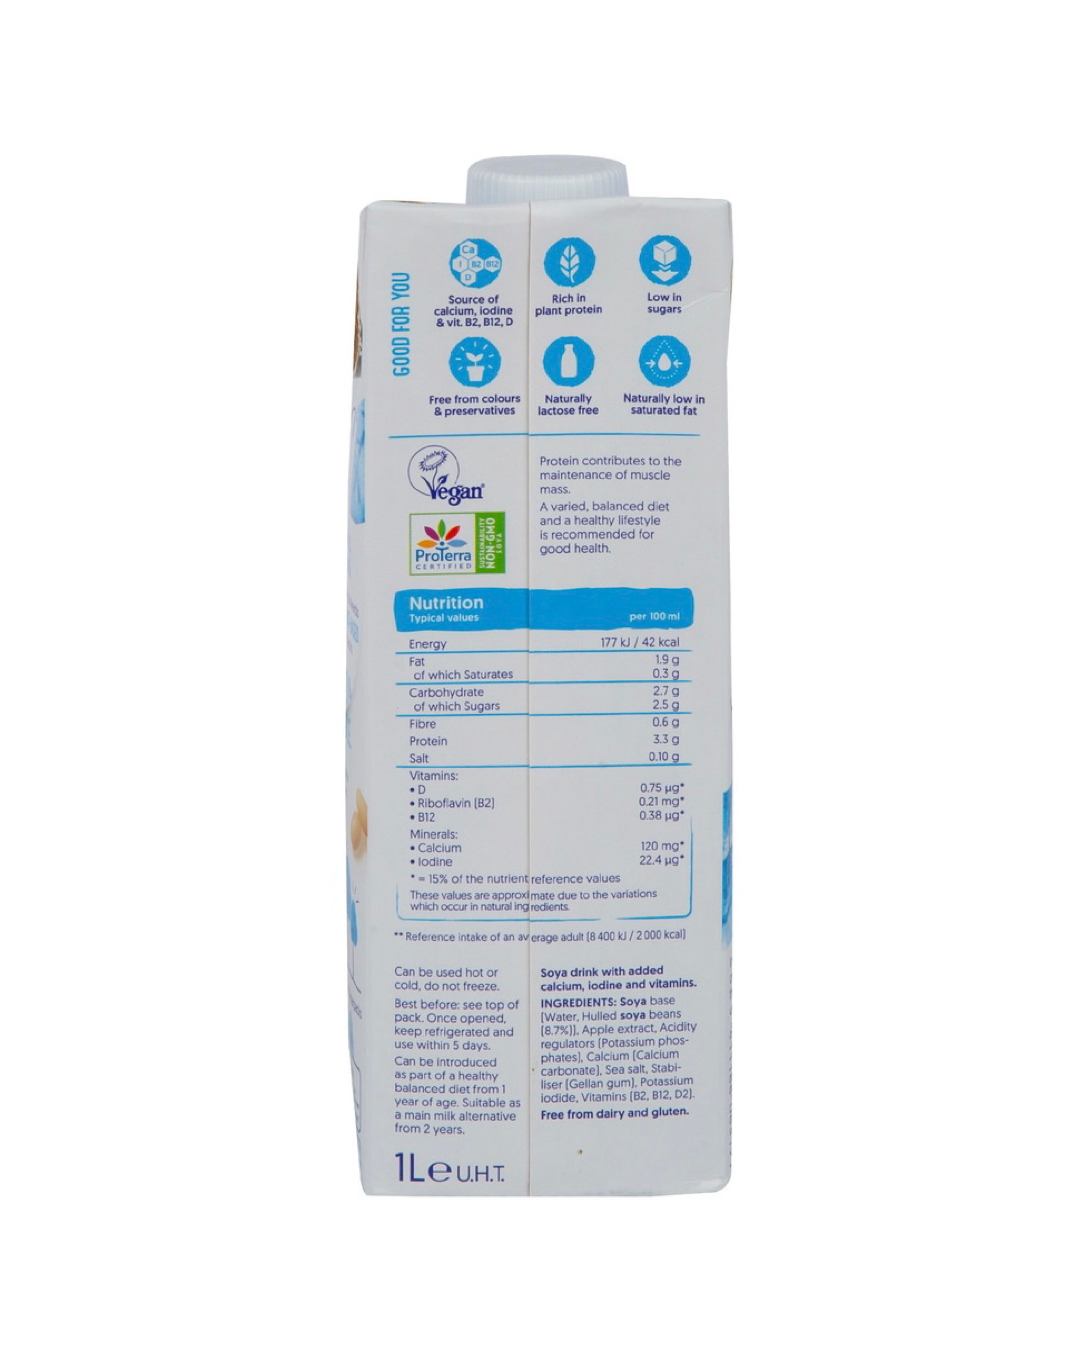 GOOD FOR YOU
Ca
I B2 B12
D
Source of
calcium, iodine
& vit. B2, B12, D
Rich in
plant protein
Low in
sugars
Free from colours
& preservatives
Naturally
lactose free
Naturally low in
saturated fat
Vegan
ProTerra
CERTIFIED
SUSTAINABILITY
NON-GMO
SOYA
Protein contributes to the
maintenance of muscle
mass.
A varied, balanced diet
and a healthy lifestyle
is recommended for
good health.
Nutrition
Typical values per 100 ml
Energy 177 kJ / 42 kcal
Fat 1.9 g
of which Saturates 0.3 g
Carbohydrate 2.7 g
of which Sugars 2.5 g
Fibre 0.6 g
Protein 3.3 g
Salt 0.10 g
Vitamins:
• D 0.75 µg*
• Riboflavin (B2) 0.21 mg*
• B12 0.38 µg*
Minerals:
• Calcium 120 mg*
• Iodine 22.4 µg*
* = 15% of the nutrient reference values
These values are approximate due to the variations
which occur in natural ingredients.
** Reference intake of an average adult (8 400 kJ / 2 000 kcal)
Can be used hot or
cold, do not freeze.
Best before: see top of
pack. Once opened,
keep refrigerated and
use within 5 days.
Can be introduced
as part of a healthy
balanced diet from 1
year of age. Suitable as
a main milk alternative
from 2 years.
1L e U.H.T.
Soya drink with added
calcium, iodine and vitamins.
INGREDIENTS: Soya base
(Water, Hulled soya beans
(8.7%)), Apple extract, Acidity
regulators (Potassium phos-
phates), Calcium (Calcium
carbonate), Sea salt, Stabi-
liser (Gellan gum), Potassium
iodide, Vitamins (B2, B12, D2).
Free from dairy and gluten.